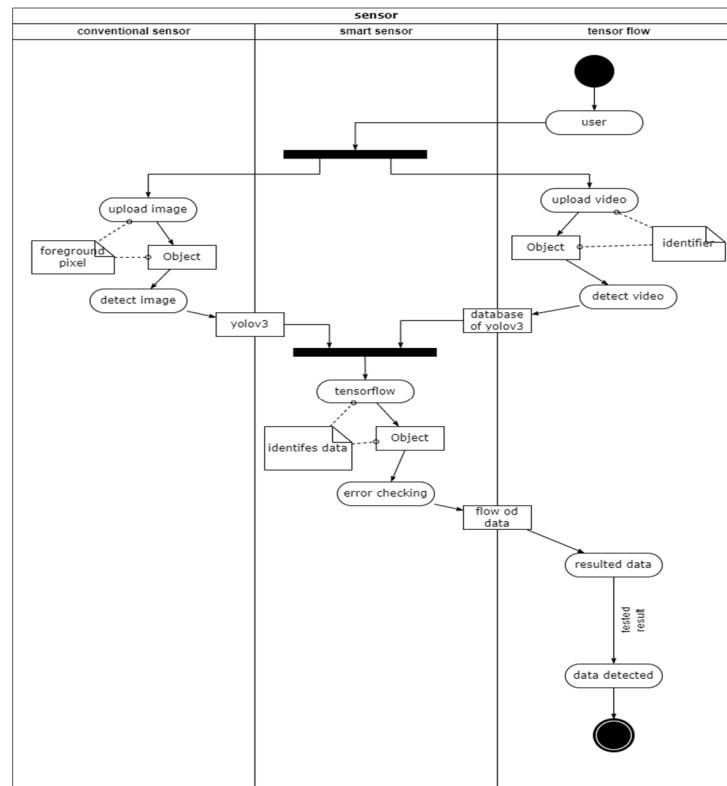 sensor
conventional sensor
smart sensor
tensor flow
user
upload image
upload video
foreground
pixel
Object
Object
identifier
detect image
detect video
yolov3
database
of yolov3
tensorflow
identifes data
Object
error checking
flow od
data
resulted data
tested
result
data detected